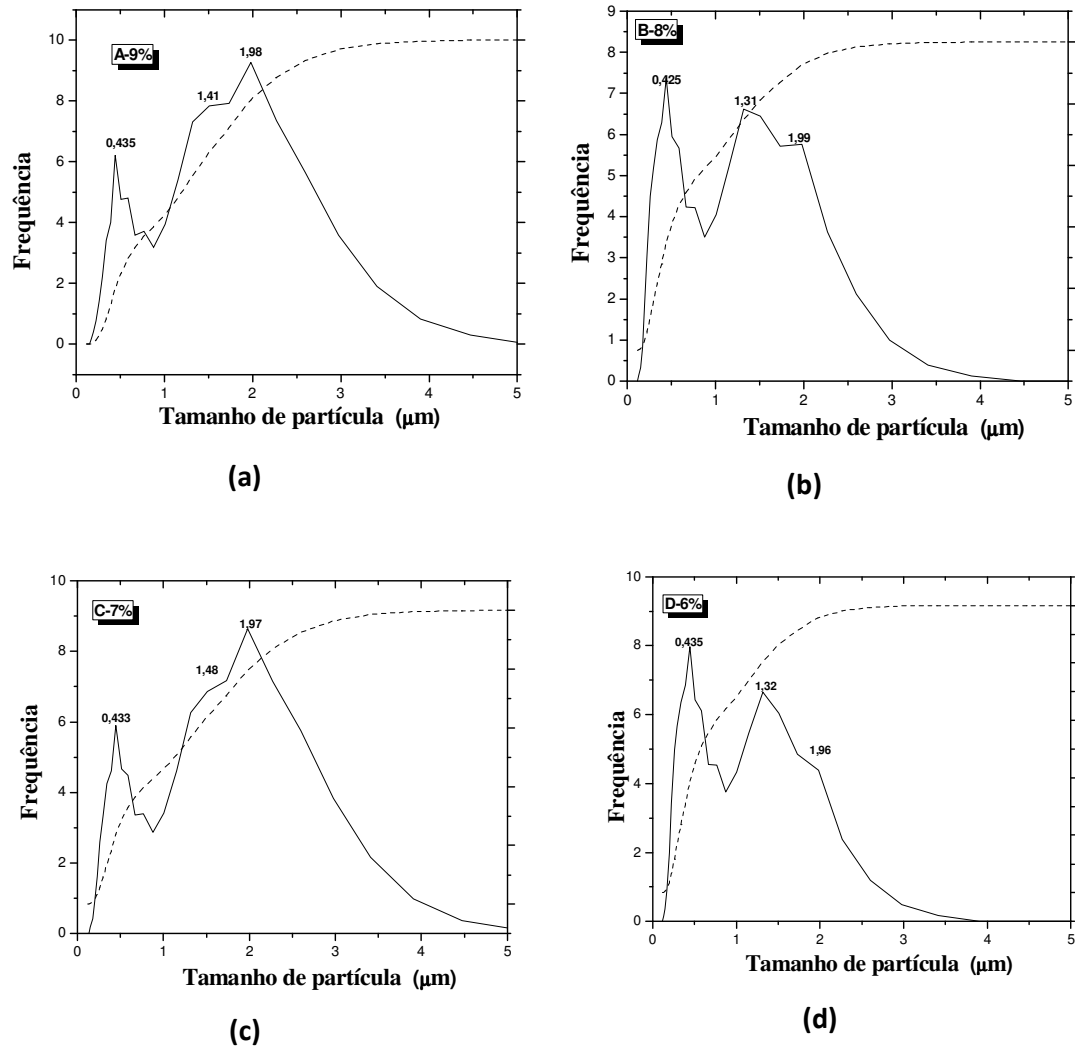 A-9%
0,435
1,41
1,98
Frequência
10
8
6
4
2
0
0 1 2 3 4 5
Tamanho de partícula (μm)
(a)
B-8%
0,425
1,31
1,99
Frequência
9
8
7
6
5
4
3
2
1
0
0 1 2 3 4 5
Tamanho de partícula (μm)
(b)
C-7%
0,433
1,48
1,97
Frequência
10
8
6
4
2
0
0 1 2 3 4 5
Tamanho de partícula (μm)
(c)
D-6%
0,435
1,32
1,96
Frequência
10
8
6
4
2
0
0 1 2 3 4 5
Tamanho de partícula (μm)
(d)